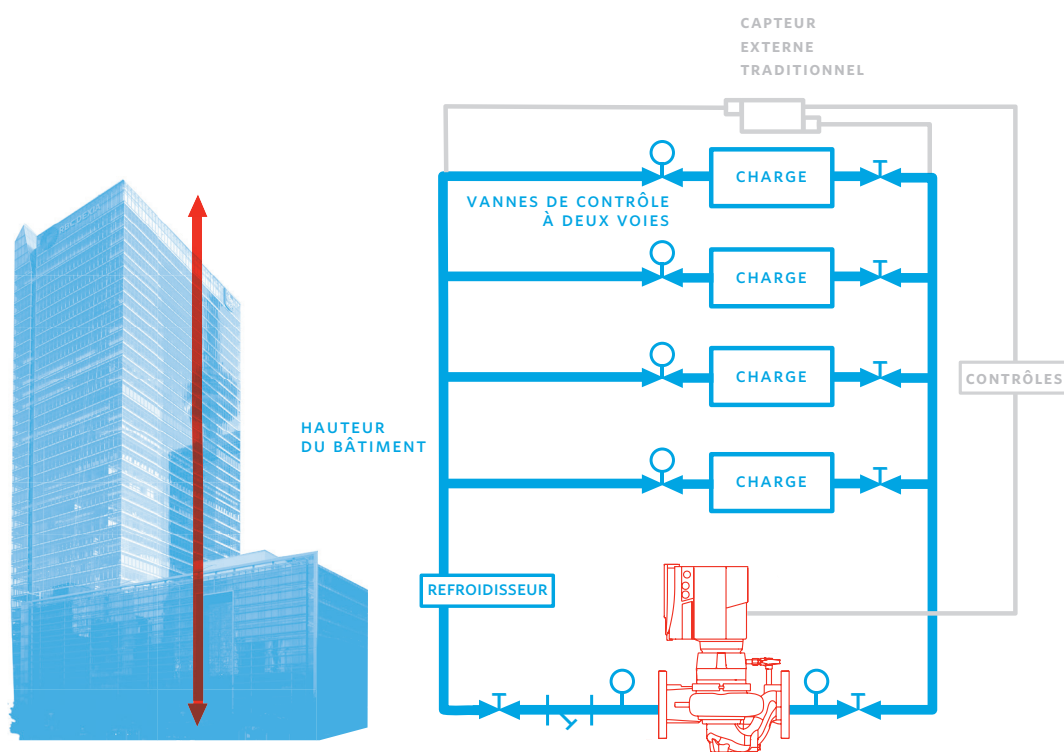 CAPTEUR
EXTERNE
TRADITIONNEL
CHARGE
VANNES DE CONTRÔLE
À DEUX VOIES
CHARGE
CHARGE
CONTRÔLES
HAUTEUR
DU BÂTIMENT
CHARGE
REFROIDISSEUR